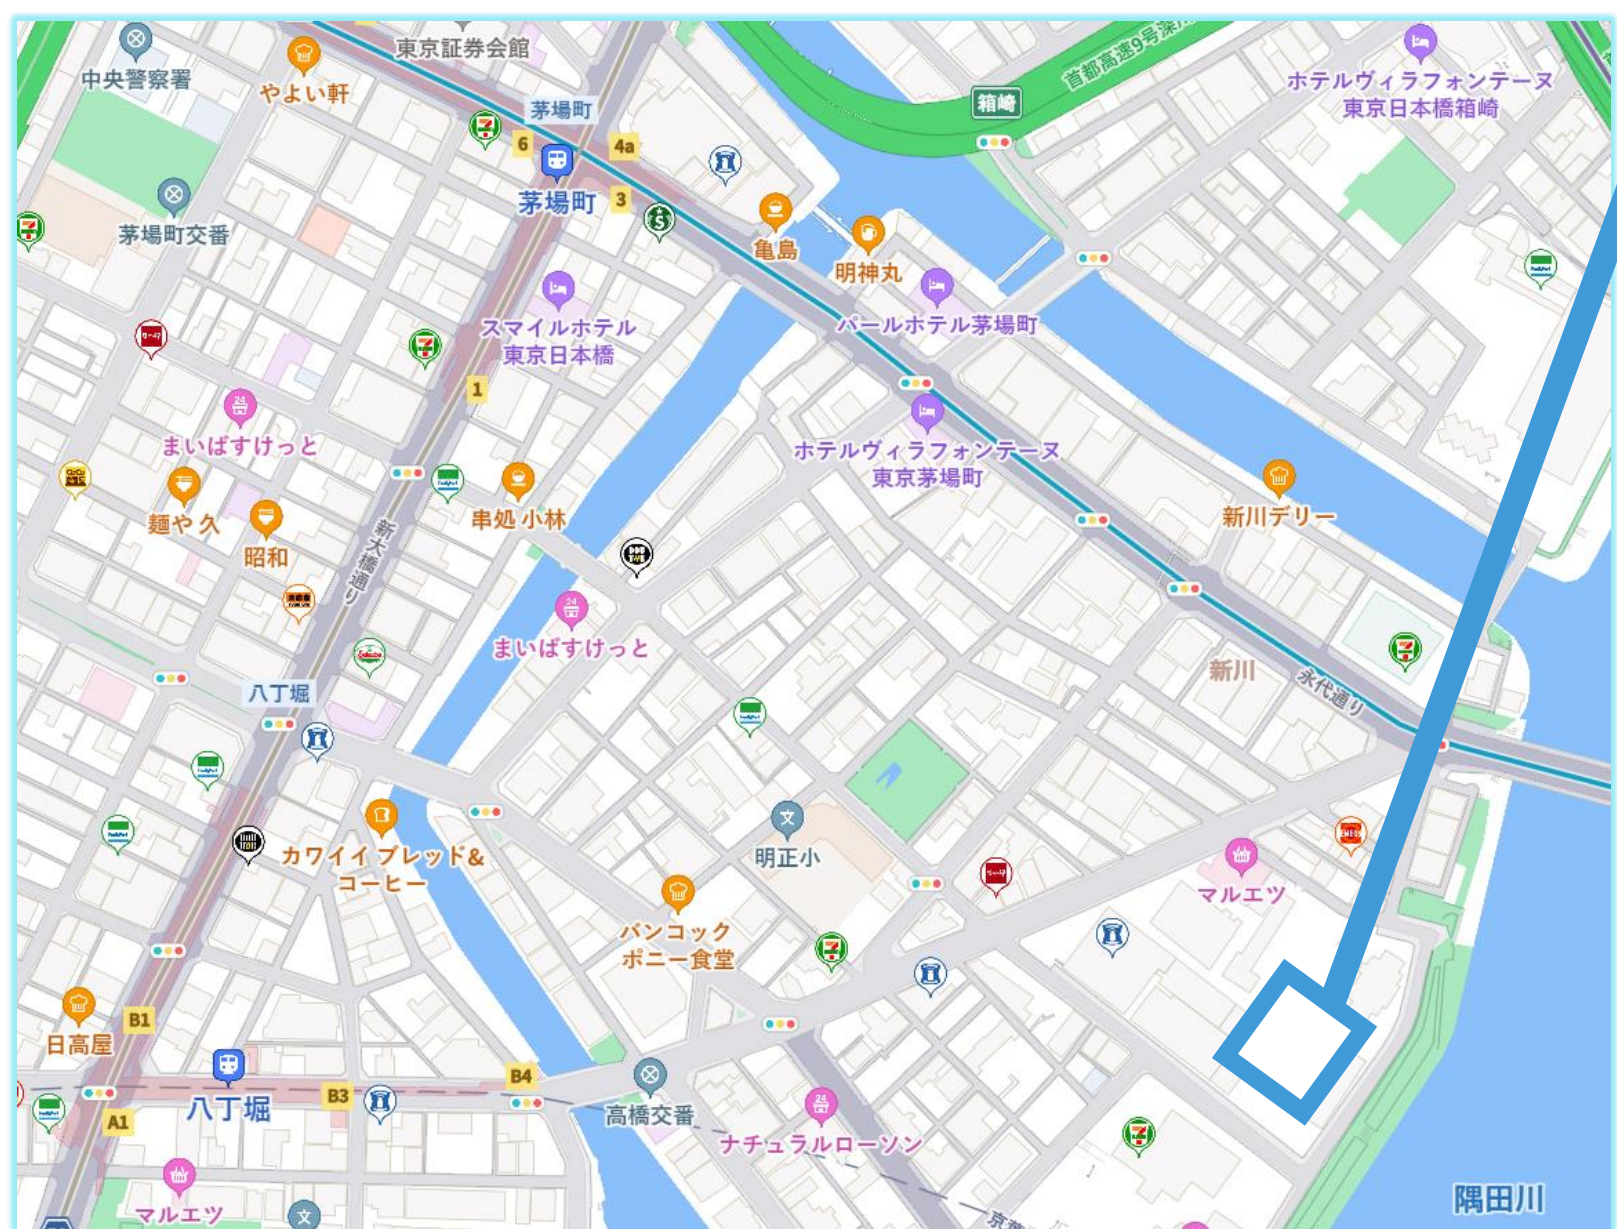 東京証券会館
中央警察署
やよい軒
茅場町
6
4a
茅場町
3
首都高速9号深川
箱崎
ホテルヴィラフォンテーヌ
東京日本橋箱崎
茅場町交番
亀島
明神丸
スマイルホテル
東京日本橋
パールホテル茅場町
1
まいばすけっと
ホテルヴィラフォンテーヌ
東京茅場町
麺や 久
昭和
串処 小林
新大橋通り
新川デリー
まいばすけっと
新川
永代通り
八丁堀
カワイイ ブレッド&
コーヒー
明正小
マルエツ
バンコック
ポニー食堂
日高屋
B1
八丁堀
B3
B4
A1
高橋交番
ナチュラルローソン
マルエツ
隅田川